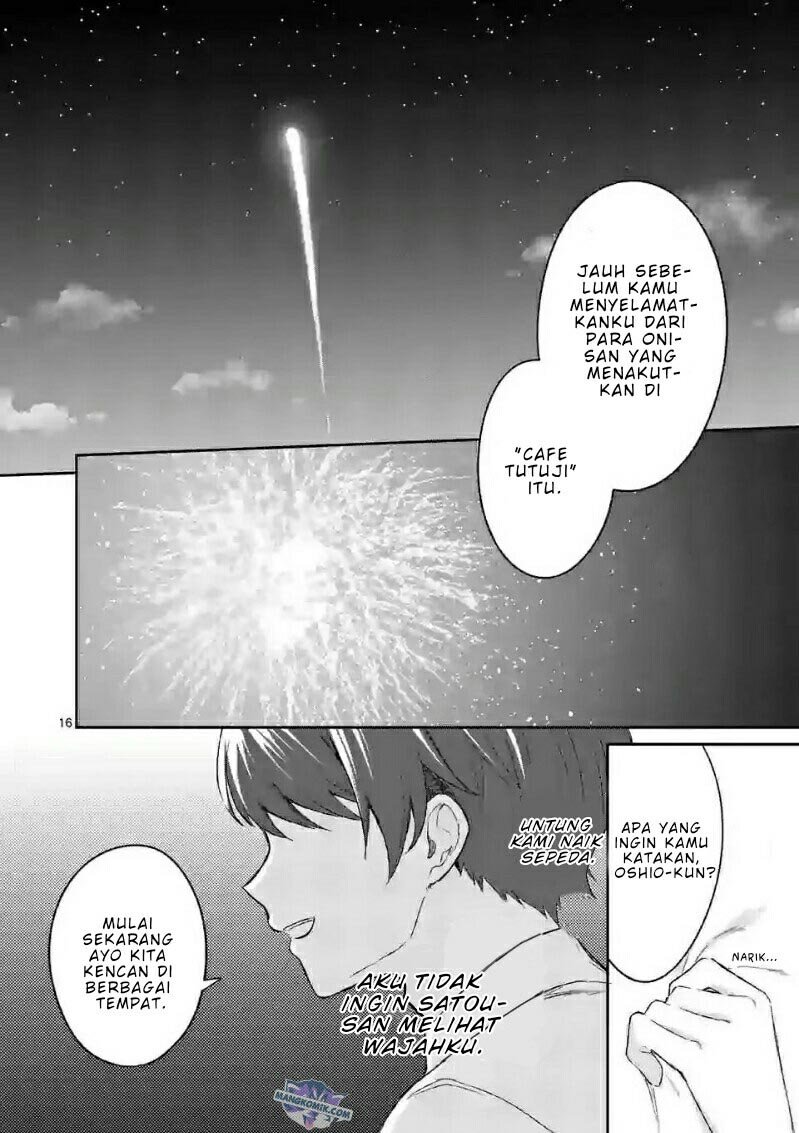 JAUH SEBE-
LUM KAMU
MENYELAMAT-
KANKU DARI
PARA ONI-
SAN YANG
MENAKUT-
KAN DI
"CAFE
TUTUJI"
ITU.
16
APA YANG
INGIN KAMU
KATAKAN,
OSHIO-KUN?
NARIK...
UNTUNG
KAMI NAIK
SEPEDA.
AKU TIDAK
INGIN SATOU-
SAN MELIHAT
WAJAHKU.
MULAI
SEKARANG
AYO KITA
KENCAN DI
BERBAGAI
TEMPAT.
MANGKOMIK.COM